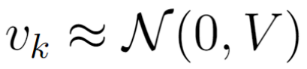 v_k ≈ 𝒩(0, V)